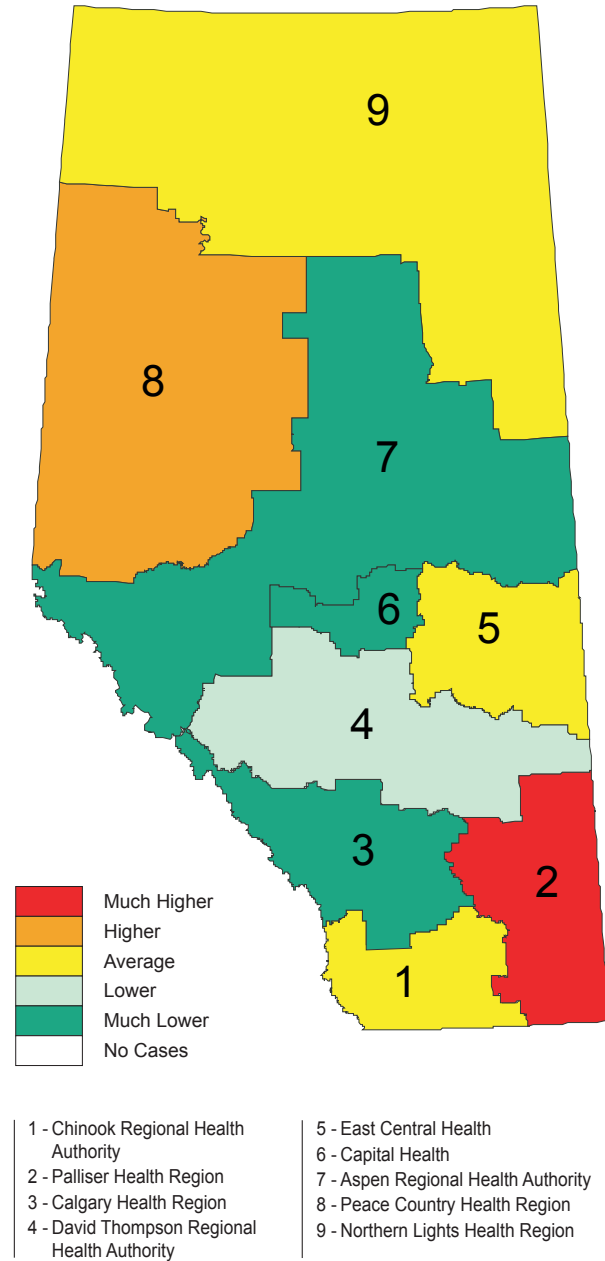 9
8
7
6
5
4
3
2
1
Much Higher
Higher
Average
Lower
Much Lower
No Cases
1 - Chinook Regional Health
Authority
2 - Palliser Health Region
3 - Calgary Health Region
4 - David Thompson Regional
Health Authority
5 - East Central Health
6 - Capital Health
7 - Aspen Regional Health Authority
8 - Peace Country Health Region
9 - Northern Lights Health Region